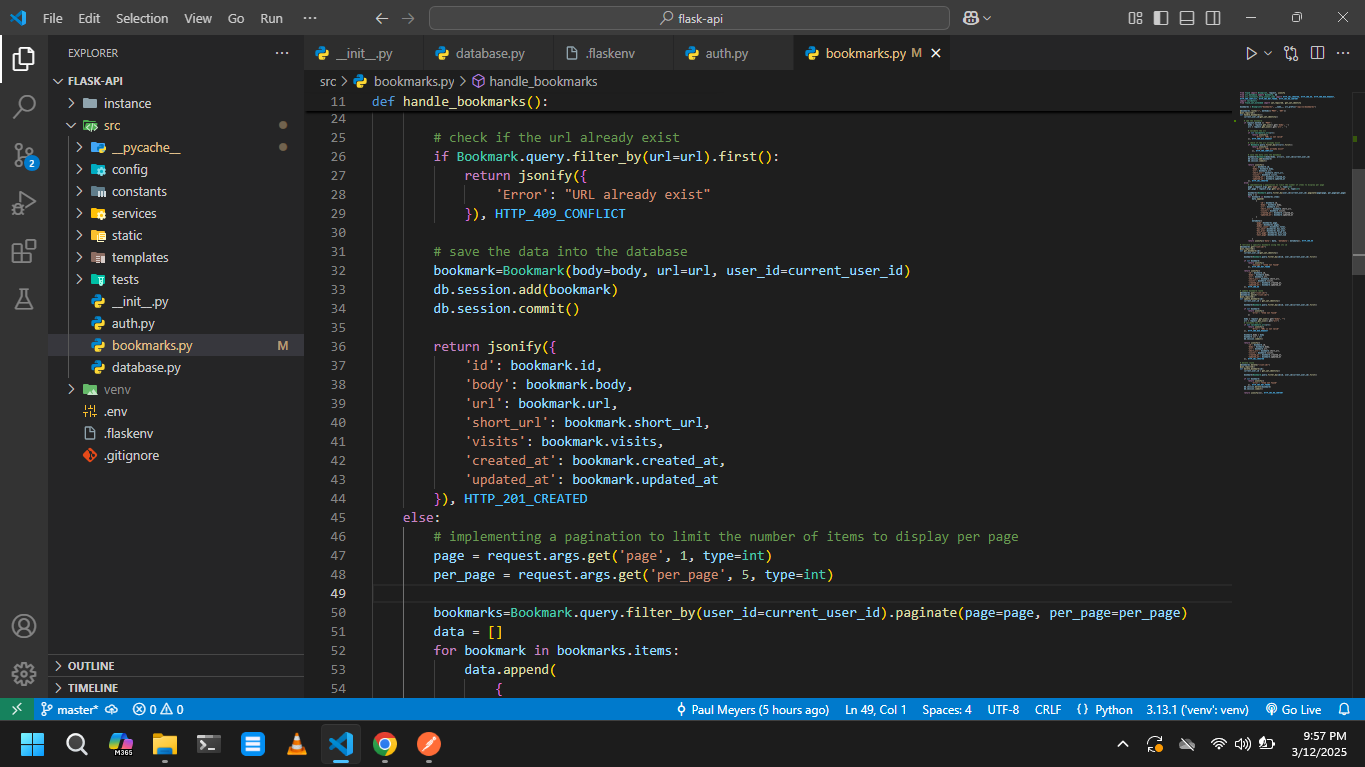 File Edit Selection View Go Run ··· flask-api
EXPLORER ···
FLASK-API
instance
src
__pycache__
config
constants
services
static
templates
tests
__init__.py
auth.py
bookmarks.py M
database.py
venv
.env
.flaskenv
.gitignore
OUTLINE
TIMELINE
2
__init__.py database.py .flaskenv auth.py bookmarks.py M
src > bookmarks.py > handle_bookmarks
11 def handle_bookmarks():
24
25 # check if the url already exist
26 if Bookmark.query.filter_by(url=url).first():
27 return jsonify({
28 'Error': "URL already exist"
29 }), HTTP_409_CONFLICT
30
31 # save the data into the database
32 bookmark=Bookmark(body=body, url=url, user_id=current_user_id)
33 db.session.add(bookmark)
34 db.session.commit()
35
36 return jsonify({
37 'id': bookmark.id,
38 'body': bookmark.body,
39 'url': bookmark.url,
40 'short_url': bookmark.short_url,
41 'visits': bookmark.visits,
42 'created_at': bookmark.created_at,
43 'updated_at': bookmark.updated_at
44 }), HTTP_201_CREATED
45 else:
46 # implementing a pagination to limit the number of items to display per page
47 page = request.args.get('page', 1, type=int)
48 per_page = request.args.get('per_page', 5, type=int)
49
50 bookmarks=Bookmark.query.filter_by(user_id=current_user_id).paginate(page=page, per_page=per_page)
51 data = []
52 for bookmark in bookmarks.items:
53 data.append(
54 {
master* 0 0 Paul Meyers (5 hours ago) Ln 49, Col 1 Spaces: 4 UTF-8 CRLF {} Python 3.13.1 ('venv': venv) Go Live
M365
9:57 PM
3/12/2025